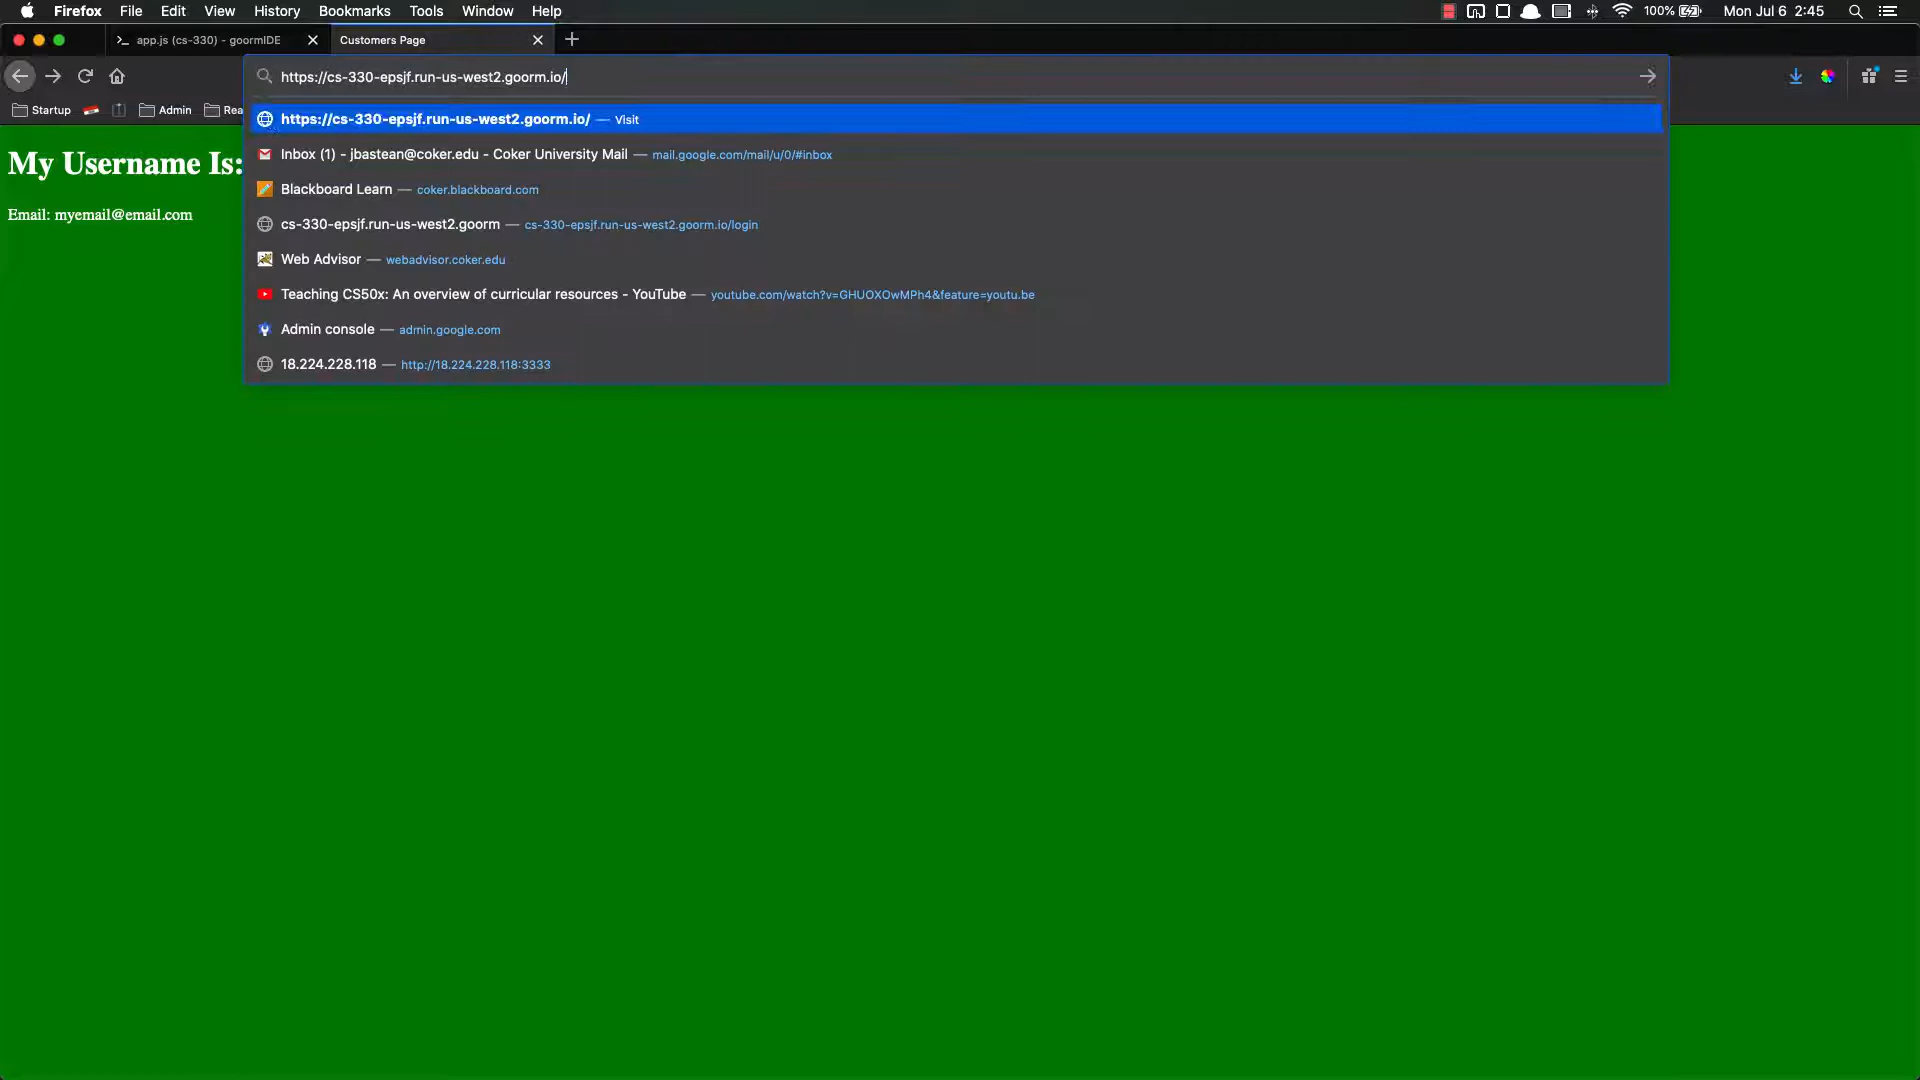 Firefox File Edit View History Bookmarks Tools Window Help 100% Mon Jul 6 2:45
app.js (cs-330) - goormIDE Customers Page
https://cs-330-epsjf.run-us-west2.goorm.io/
Startup Admin Rea
https://cs-330-epsjf.run-us-west2.goorm.io/ — Visit
Inbox (1) - jbastean@coker.edu - Coker University Mail — mail.google.com/mail/u/0/#inbox
Blackboard Learn — coker.blackboard.com
cs-330-epsjf.run-us-west2.goorm — cs-330-epsjf.run-us-west2.goorm.io/login
Web Advisor — webadvisor.coker.edu
Teaching CS50x: An overview of curricular resources - YouTube — youtube.com/watch?v=GHUOXOwMPh4&feature=youtu.be
Admin console — admin.google.com
18.224.228.118 — http://18.224.228.118:3333
My Username Is:
Email: myemail@email.com